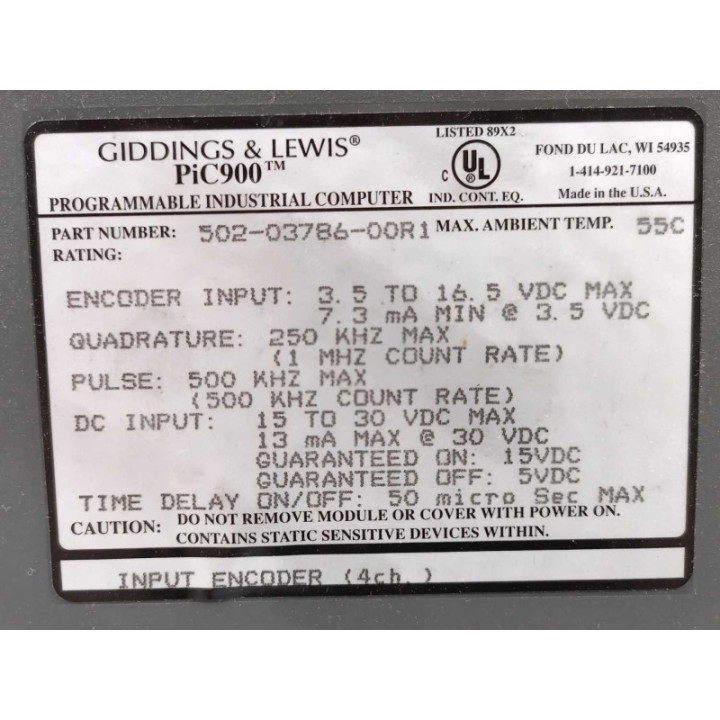 GIDDINGS & LEWIS®
PiC900™
PROGRAMMABLE INDUSTRIAL COMPUTER
LISTED 89X2
C UL
IND. CONT. EQ.
FOND DU LAC, WI 54935
1-414-921-7100
Made in the U.S.A.
PART NUMBER: 502-03786-00R1 MAX. AMBIENT TEMP. 55C
RATING:
ENCODER INPUT: 3.5 TO 16.5 VDC MAX
7.3 mA MIN @ 3.5 VDC
QUADRATURE: 250 KHZ MAX
(1 MHZ COUNT RATE)
PULSE: 500 KHZ MAX
(500 KHZ COUNT RATE)
DC INPUT: 15 TO 30 VDC MAX
13 mA MAX @ 30 VDC
GUARANTEED ON: 15VDC
GUARANTEED OFF: 5VDC
TIME DELAY ON/OFF: 50 micro Sec MAX
CAUTION: DO NOT REMOVE MODULE OR COVER WITH POWER ON.
CONTAINS STATIC SENSITIVE DEVICES WITHIN.
INPUT ENCODER (4ch.)